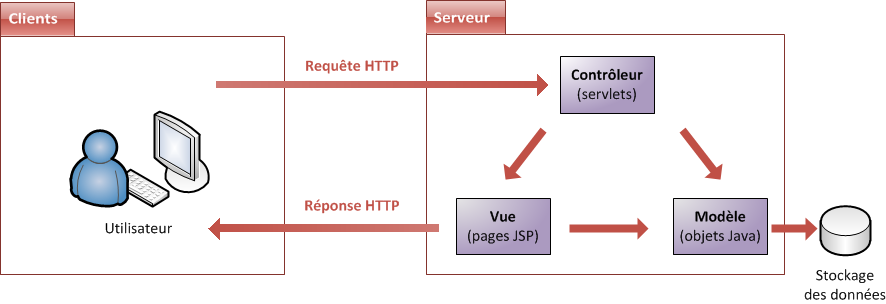 Clients
Serveur
Requête HTTP
Contrôleur
(servlets)
Utilisateur
Réponse HTTP
Vue
(pages JSP)
Modèle
(objets Java)
Stockage
des données